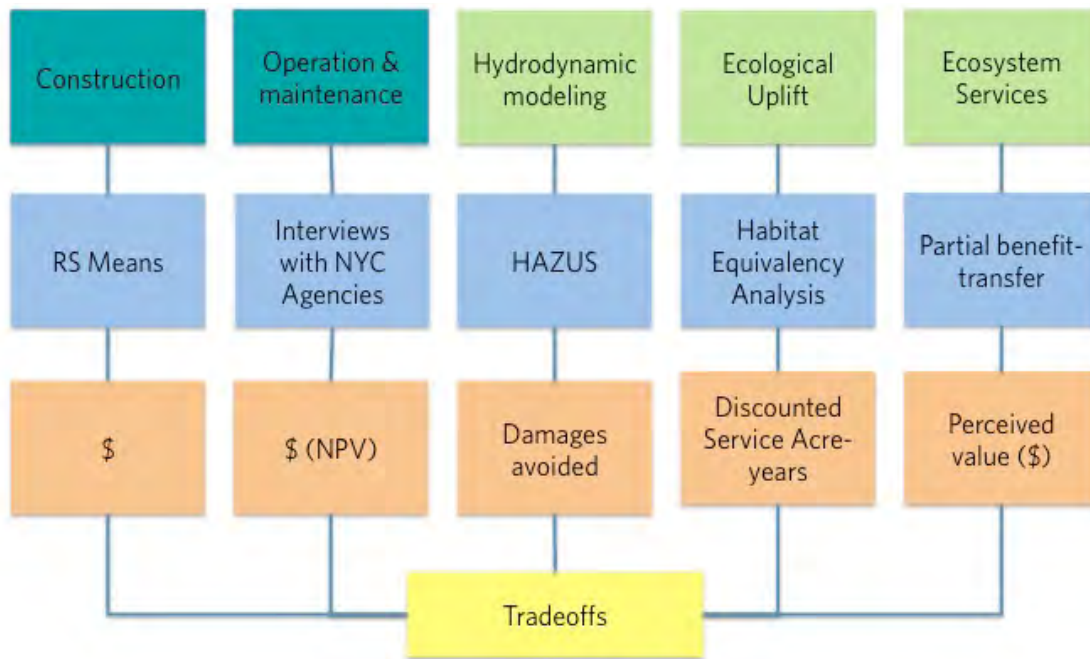 Construction
Operation &
maintenance
Hydrodynamic
modeling
Ecological
Uplift
Ecosystem
Services
RS Means
Interviews
with NYC
Agencies
HAZUS
Habitat
Equivalency
Analysis
Partial benefit-
transfer
$
$ (NPV)
Damages
avoided
Discounted
Service Acre-
years
Perceived
value ($)
Tradeoffs